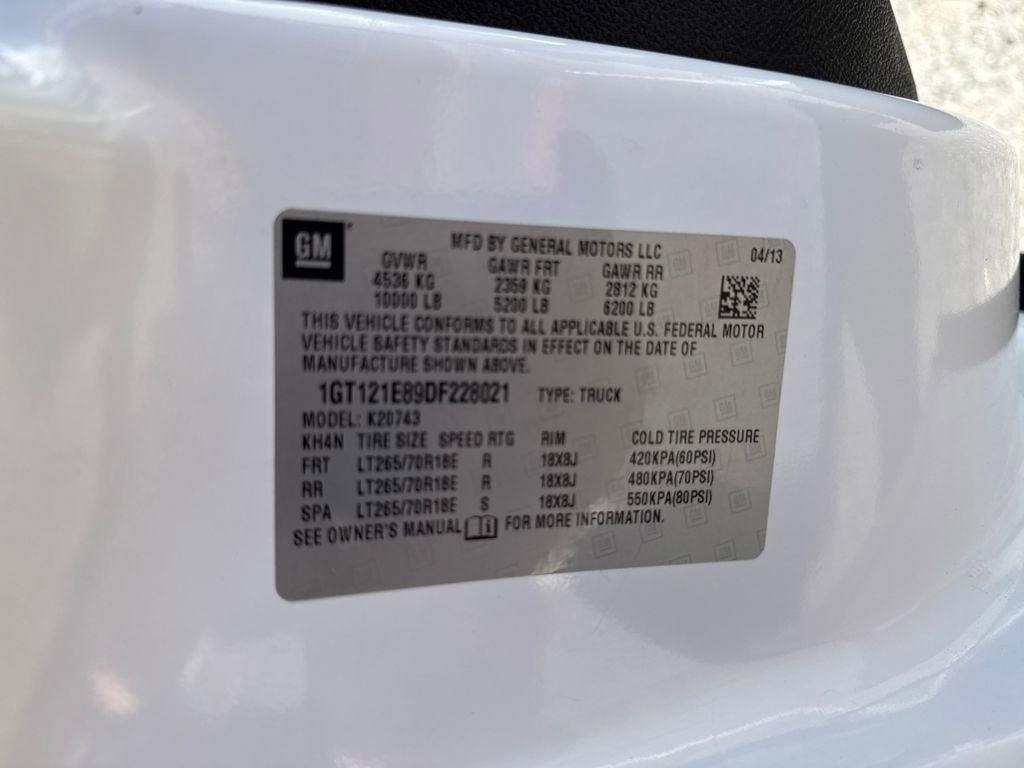 GM
MFD BY GENERAL MOTORS LLC 04/13
GVWR GAWR FRT GAWR RR
4536 KG 2359 KG 2812 KG
10000 LB 5200 LB 6200 LB
THIS VEHICLE CONFORMS TO ALL APPLICABLE U.S. FEDERAL MOTOR
VEHICLE SAFETY STANDARDS IN EFFECT ON THE DATE OF
MANUFACTURE SHOWN ABOVE.
1GT121E89DF228021 TYPE: TRUCK
MODEL: K20743
KH4N TIRE SIZE SPEED RTG RIM COLD TIRE PRESSURE
FRT LT265/70R18E R 18X8J 420KPA(60PSI)
RR LT265/70R18E R 18X8J 480KPA(70PSI)
SPA LT265/70R18E S 18X8J 550KPA(80PSI)
SEE OWNER'S MANUAL FOR MORE INFORMATION.